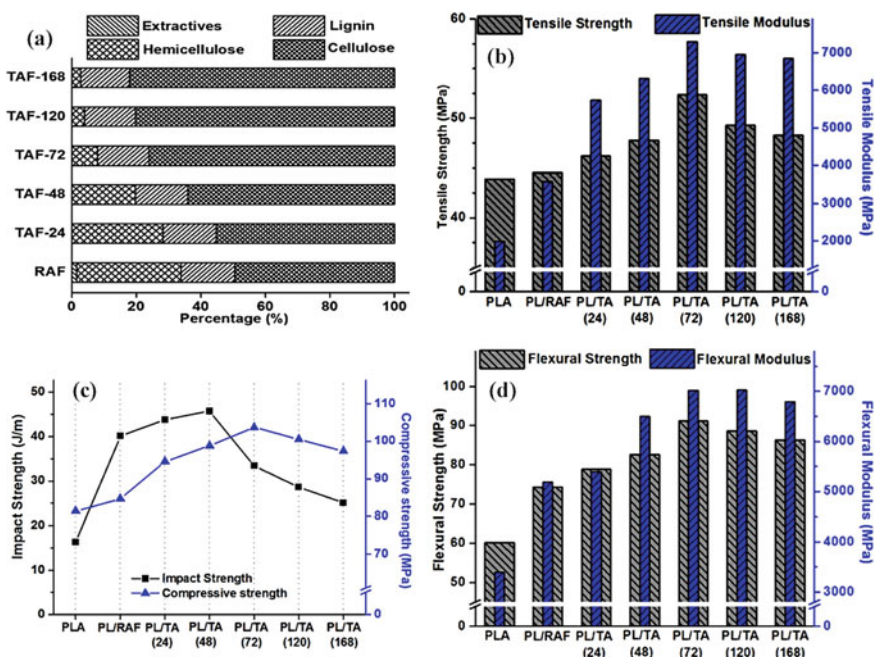 (a)
Extractives
Lignin
Hemicellulose
Cellulose
TAF-168
TAF-120
TAF-72
TAF-48
TAF-24
RAF
0 20 40 60 80 100
Percentage (%)
(b)
Tensile Strength
Tensile Modulus
Tensile Strength (MPa)
60
50
40
0
Tensile Modulus (MPa)
7000
6000
5000
4000
3000
2000
0
PLA PL/RAF PL/TA PL/TA PL/TA PL/TA PL/TA
(24) (48) (72) (120) (168)
(c)
Impact Strength (J/m)
50
40
30
20
10
0
Compressive strength
(MPa)
110
100
90
80
70
0
Impact Strength
Compressive strength
PLA PL/RAF PL/TA PL/TA PL/TA PL/TA PL/TA
(24) (48) (72) (120) (168)
(d)
Flexural Strength
Flexural Modulus
Flexural Strength (MPa)
100
90
80
70
60
50
0
Flexural Modulus (MPa)
7000
6000
5000
4000
3000
0
PLA PL/RAF PL/TA PL/TA PL/TA PL/TA PL/TA
(24) (48) (72) (120) (168)